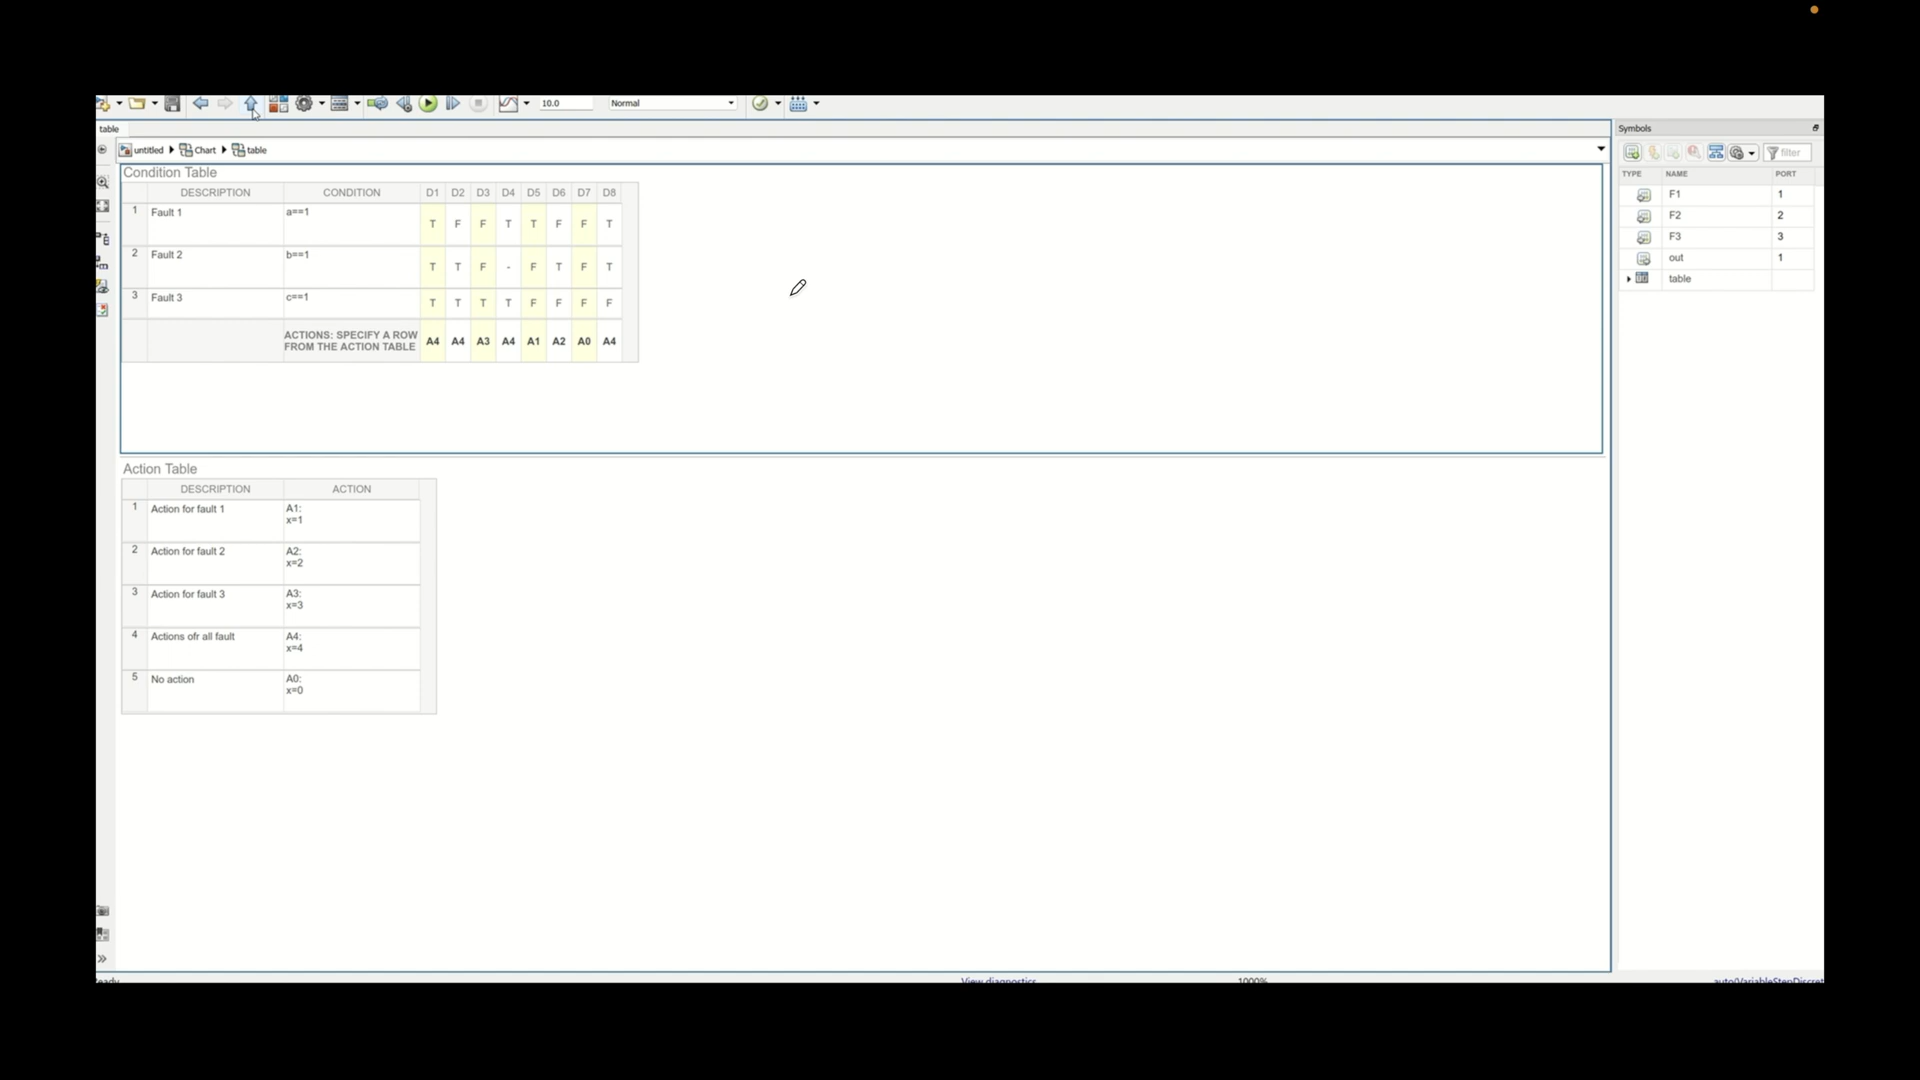 10.0 Normal
table
Symbols
untitled Chart table
filter
TYPE NAME PORT
F1 1
F2 2
F3 3
out 1
table
Condition Table
DESCRIPTION CONDITION D1 D2 D3 D4 D5 D6 D7 D8
1 Fault 1 a==1 T F F T T F F T
2 Fault 2 b==1 T T F - F T F T
3 Fault 3 c==1 T T T T F F F F
ACTIONS: SPECIFY A ROW
FROM THE ACTION TABLE A4 A4 A3 A4 A1 A2 A0 A4
Action Table
DESCRIPTION ACTION
1 Action for fault 1 A1:
x=1
2 Action for fault 2 A2:
x=2
3 Action for fault 3 A3:
x=3
4 Actions ofr all fault A4:
x=4
5 No action A0:
x=0
View diagnostics 1000% auto(VariableStepDiscret